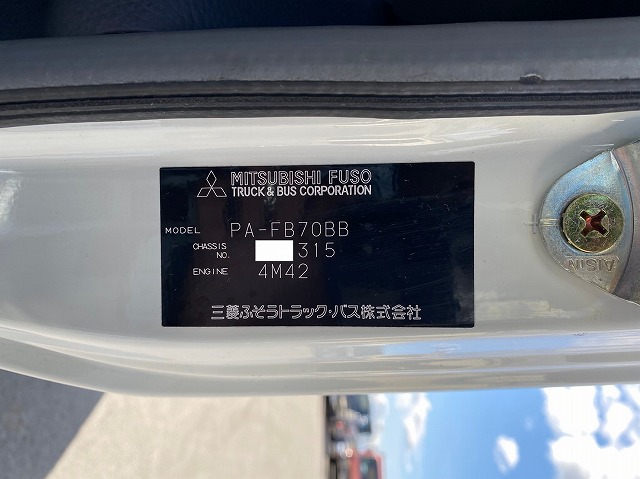 MITSUBISHI FUSO
TRUCK & BUS CORPORATION
MODEL PA-FB70BB
CHASSIS NO. 315
ENGINE 4M42
三菱ふそうトラック・バス株式会社
AISIN